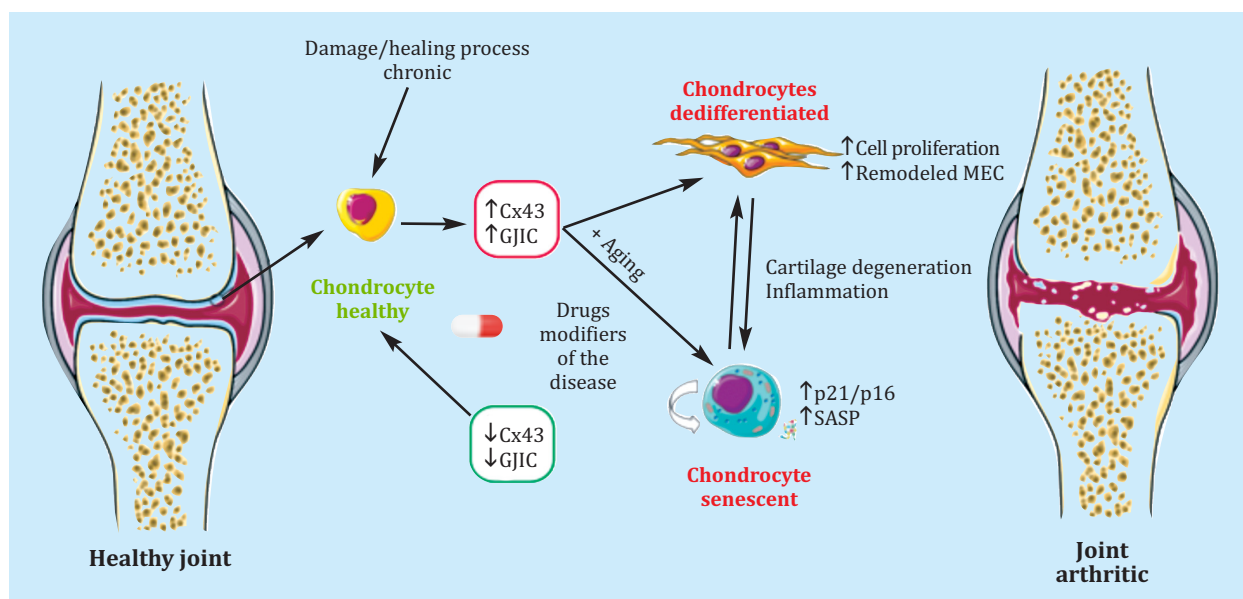 Damage/healing process
chronic
Chondrocytes
dedifferentiated
↑Cell proliferation
↑Remodeled MEC
↑Cx43
↑GJIC
+ Aging
Cartilage degeneration
Inflammation
Chondrocyte
healthy
Drugs
modifiers
of the
disease
↑p21/p16
↑SASP
↓Cx43
↓GJIC
Chondrocyte
senescent
Healthy joint
Joint
arthritic